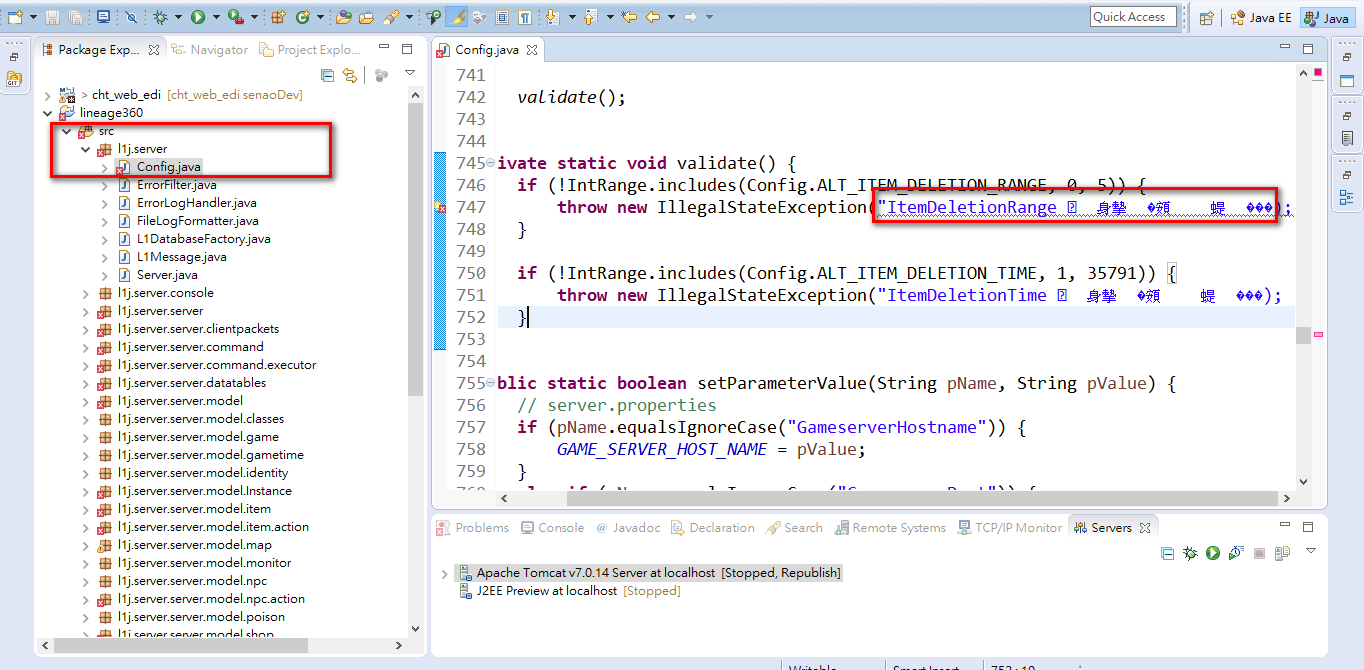 Quick Access
Java EE
Java
Package Exp...
Navigator
Project Explo...
Config.java
> cht_web_edi [cht_web_edi senaoDev]
lineage360
src
l1j.server
Config.java
ErrorFilter.java
ErrorLogHandler.java
FileLogFormatter.java
L1DatabaseFactory.java
L1Message.java
Server.java
l1j.server.console
l1j.server.server
l1j.server.server.clientpackets
l1j.server.server.command
l1j.server.server.command.executor
l1j.server.server.datatables
l1j.server.server.model
l1j.server.server.model.classes
l1j.server.server.model.game
l1j.server.server.model.gametime
l1j.server.server.model.identity
l1j.server.server.model.Instance
l1j.server.server.model.item
l1j.server.server.model.item.action
l1j.server.server.model.map
l1j.server.server.model.monitor
l1j.server.server.model.npc
l1j.server.server.model.npc.action
l1j.server.server.model.poison
l1j.server.server.model.shop
741
742 validate();
743
744
745 ivate static void validate() {
746 if (!IntRange.includes(Config.ALT_ITEM_DELETION_RANGE, 0, 5)) {
747 throw new IllegalStateException("ItemDeletionRange 身摰 �頦 蝭 ���);
748 }
749
750 if (!IntRange.includes(Config.ALT_ITEM_DELETION_TIME, 1, 35791)) {
751 throw new IllegalStateException("ItemDeletionTime 身摰 �頦 蝭 ���);
752 }
753
754
755 blic static boolean setParameterValue(String pName, String pValue) {
756 // server.properties
757 if (pName.equalsIgnoreCase("GameserverHostname")) {
758 GAME_SERVER_HOST_NAME = pValue;
759 }
Problems
Console
@ Javadoc
Declaration
Search
Remote Systems
TCP/IP Monitor
Servers
Apache Tomcat v7.0.14 Server at localhost [Stopped, Republish]
J2EE Preview at localhost [Stopped]
Writable
Smart Insert
752 : 10